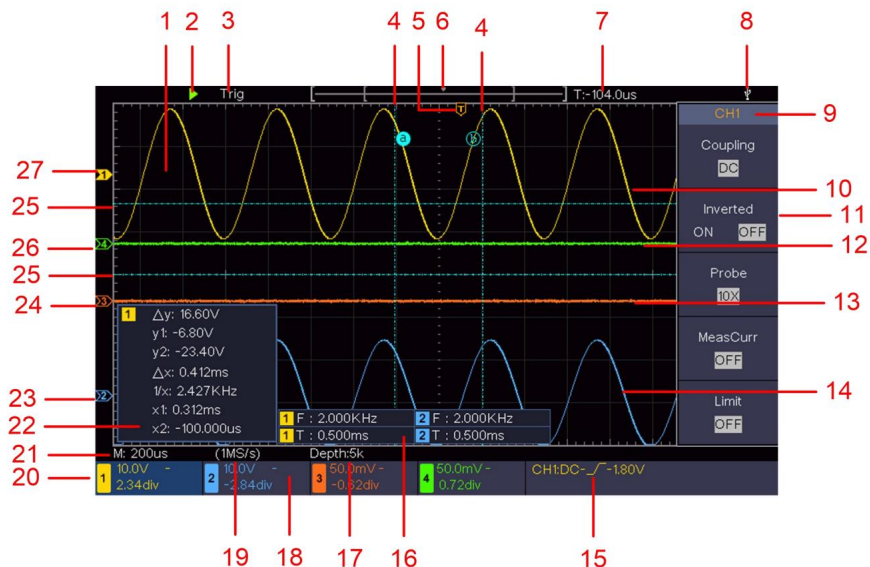 1 2 3 4 5 6 4 7 8
Trig T T:-104.0us
CH1 9
Coupling
DC
a b
27 1
10
25
Inverted 11
ON OFF
26 4 12
25
Probe
10X
24 3 13
1 △y: 16.60V
y1: -6.80V
y2: -23.40V
△x: 0.412ms
1/x: 2.427KHz
x1: 0.312ms
x2: -100.000us
MeasCurr
OFF
14
23 2
22
Limit
OFF
1 F : 2.000KHz 2 F : 2.000KHz
1 T : 0.500ms 2 T : 0.500ms
21 M: 200us (1MS/s) Depth:5k
20 1 10.0V ~ 2 10.0V ~ 3 50.0mV ~ 4 50.0mV ~ CH1:DC- -1.80V
2.34div -2.84div -0.62div 0.72div
19 18 17 16 15